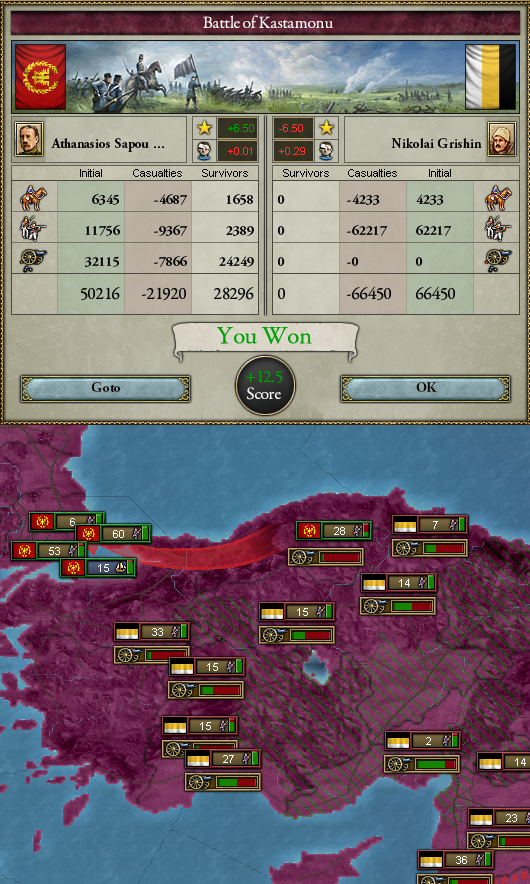 Battle of Kastamonu
+6.50 -6.50
Athanasios Sapou ... Nikolai Grishin
+0.01 +0.29
Initial Casualties Survivors Survivors Casualties Initial
6345 -4687 1658 0 -4233 4233
11756 -9367 2389 0 -62217 62217
32115 -7866 24249 0 -0 0
50216 -21920 28296 0 -66450 66450
You Won
+12.5
Goto Score OK
6
60
28
7
53
15
14
15
33
15
15
27
2
14
23
36